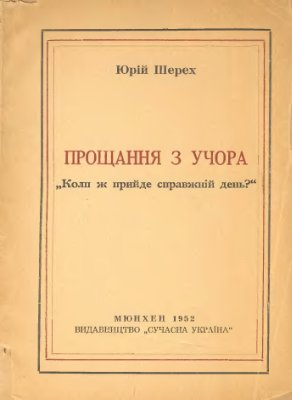 Юрій Шерех
ПРОЩАННЯ З УЧОРА
„Коли ж прийде справжній день?“
МЮНХЕН 1952
ВИДАВНИЦТВО „СУЧАСНА УКРАЇНА“